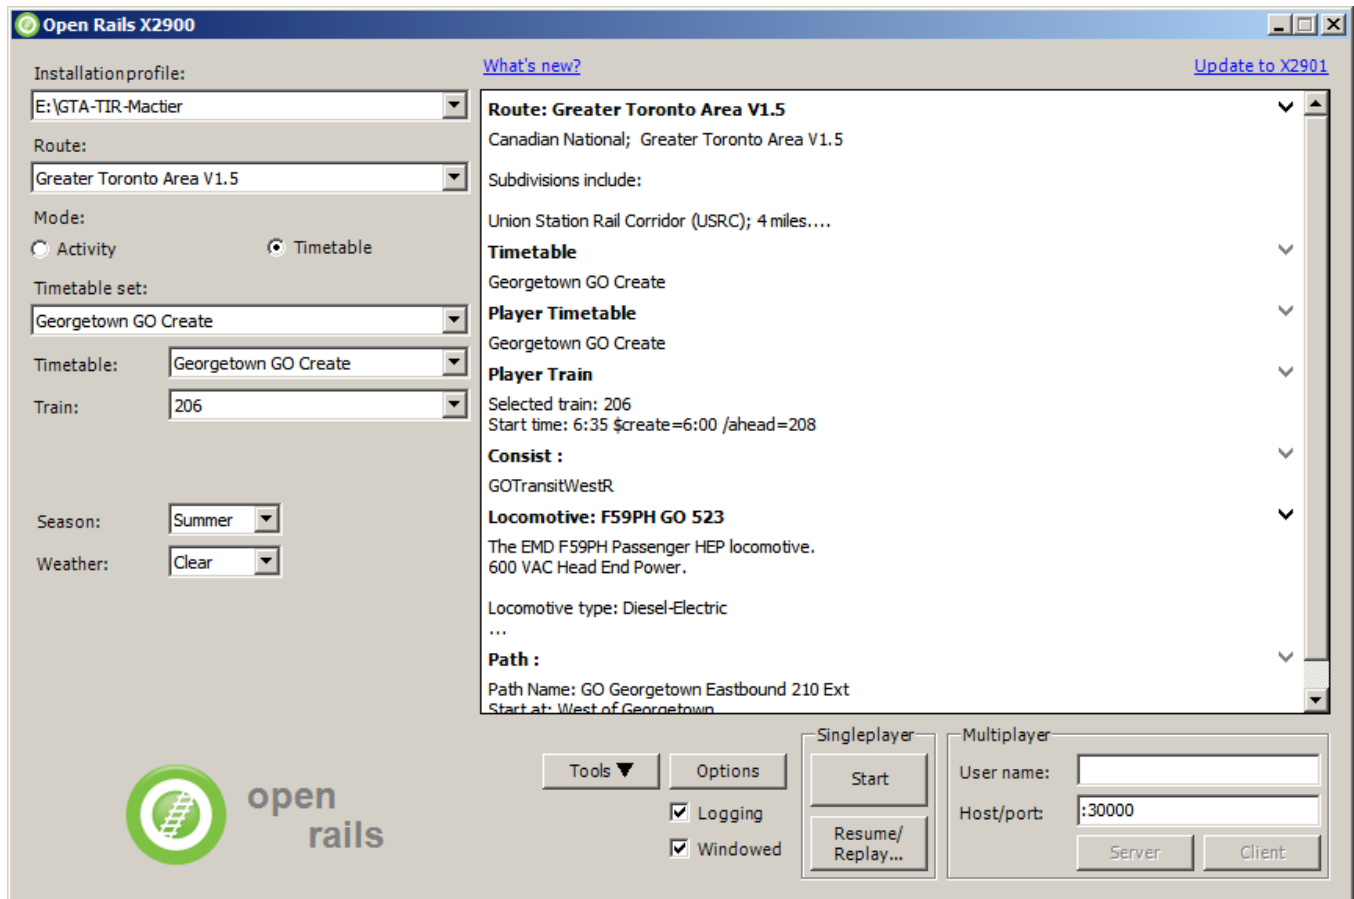 Open Rails X2900
Installation profile:
E:\GTA-TIR-Mactier
Route:
Greater Toronto Area V1.5
Mode:
Activity
Timetable
Timetable set:
Georgetown GO Create
Timetable:
Georgetown GO Create
Train:
206
Season:
Summer
Weather:
Clear
What's new?
Update to X2901
Route: Greater Toronto Area V1.5
Canadian National;  Greater Toronto Area V1.5
Subdivisions include:
Union Station Rail Corridor (USRC); 4 miles....
Timetable
Georgetown GO Create
Player Timetable
Georgetown GO Create
Player Train
Selected train: 206
Start time: 6:35 $create=6:00 /ahead=208
Consist :
GOTransitWestR
Locomotive: F59PH GO 523
The EMD F59PH Passenger HEP locomotive.
600 VAC Head End Power.
Locomotive type: Diesel-Electric
...
Path :
Path Name: GO Georgetown Eastbound 210 Ext
Start at: West of Georgetown
open
rails
Tools
Options
Logging
Windowed
Singleplayer
Start
Resume/
Replay...
Multiplayer
User name:
Host/port:
:30000
Server
Client